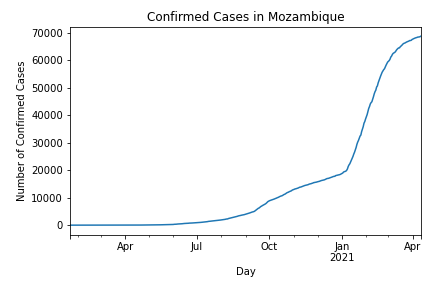 Confirmed Cases in Mozambique
Number of Confirmed Cases
70000
60000
50000
40000
30000
20000
10000
0
Apr Jul Oct Jan Apr
2021
Day